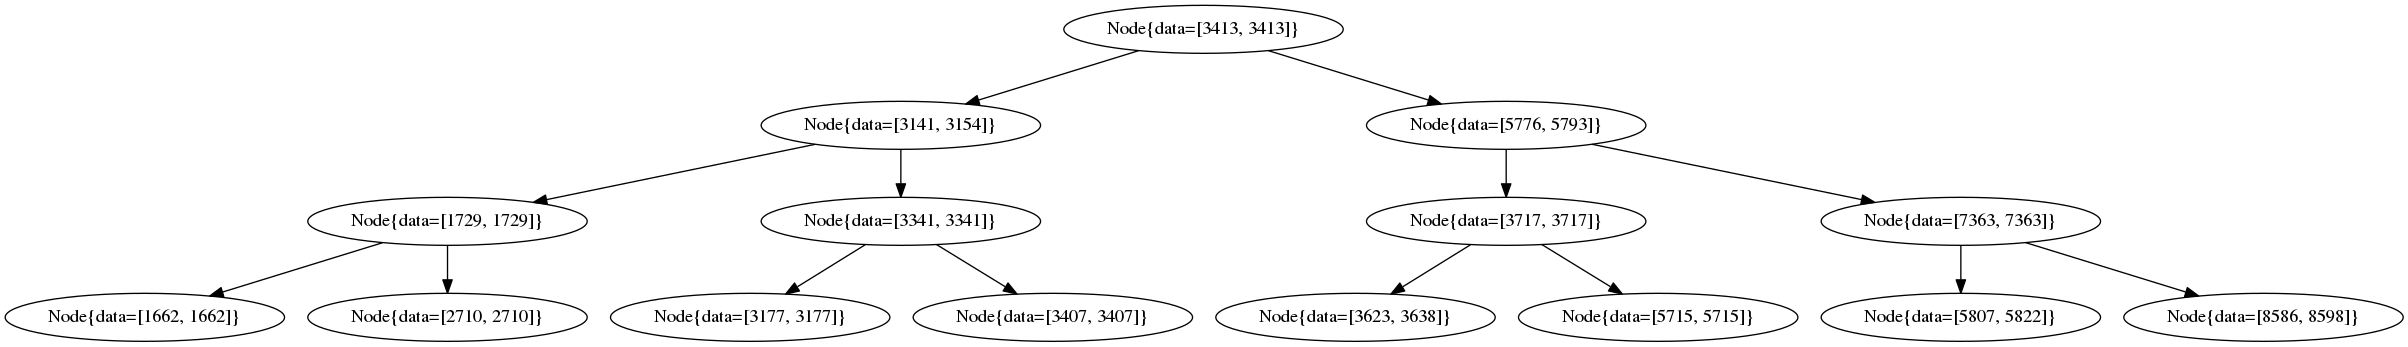 Node{data=[3413, 3413]}
Node{data=[3141, 3154]}
Node{data=[5776, 5793]}
Node{data=[1729, 1729]}
Node{data=[3341, 3341]}
Node{data=[3717, 3717]}
Node{data=[7363, 7363]}
Node{data=[1662, 1662]}
Node{data=[2710, 2710]}
Node{data=[3177, 3177]}
Node{data=[3407, 3407]}
Node{data=[3623, 3638]}
Node{data=[5715, 5715]}
Node{data=[5807, 5822]}
Node{data=[8586, 8598]}